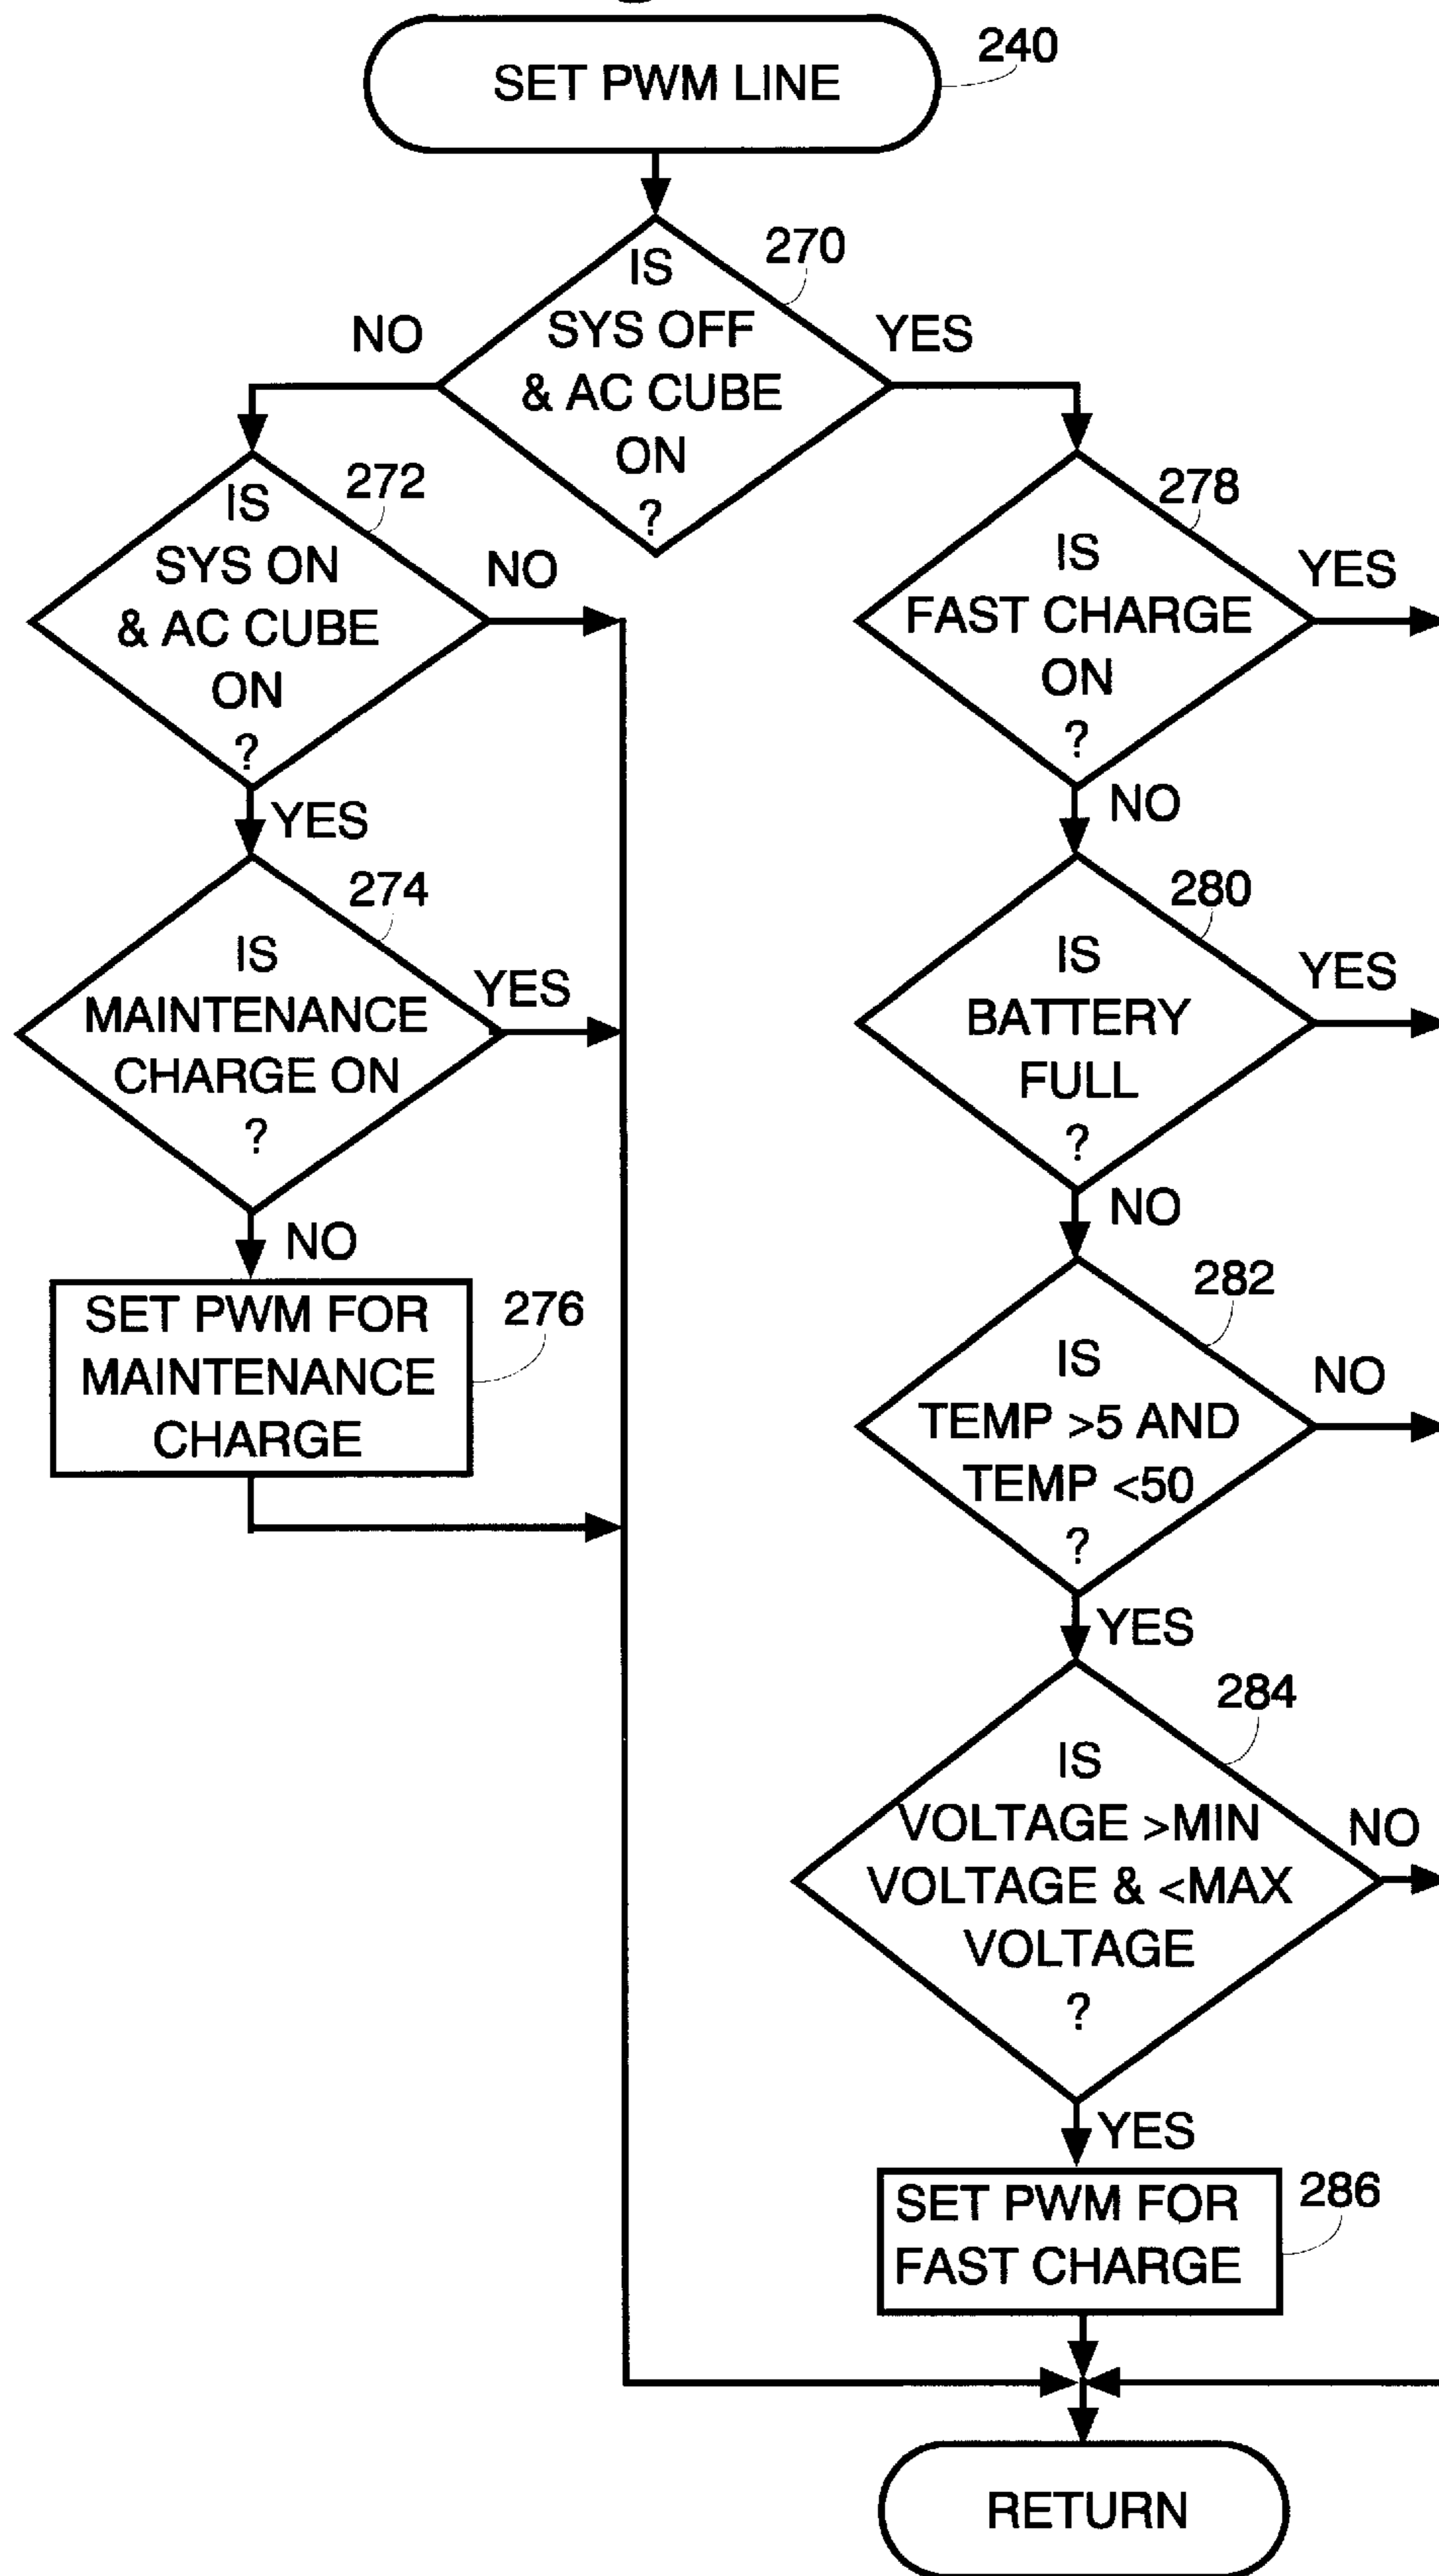 SET PWM LINE
240
IS
SYS OFF
& AC CUBE
ON
?
270
NO
YES
IS
SYS ON
& AC CUBE
ON
?
272
NO
YES
IS
MAINTENANCE
CHARGE ON
?
274
YES
NO
SET PWM FOR
MAINTENANCE
CHARGE
276
IS
FAST CHARGE
ON
?
278
YES
NO
IS
BATTERY
FULL
?
280
YES
NO
IS
TEMP >5 AND
TEMP <50
?
282
NO
YES
IS
VOLTAGE >MIN
VOLTAGE & <MAX
VOLTAGE
?
284
NO
YES
SET PWM FOR
FAST CHARGE
286
RETURN